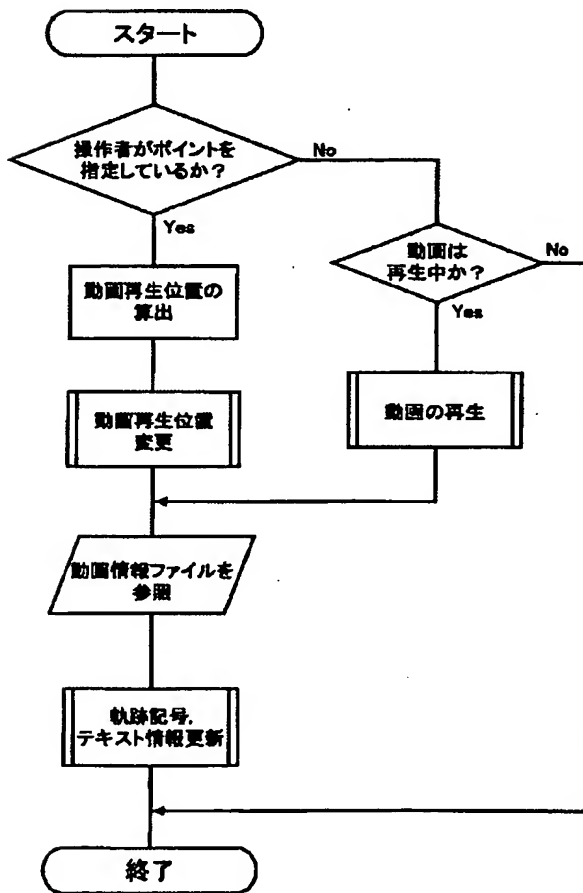 スタート
操作者がポイントを
指定しているか？
No
Yes
動画は
再生中か？
No
Yes
動画再生位置の
算出
動画再生位置
変更
動画の再生
動画情報ファイルを
参照
軌跡記号,
テキスト情報更新
終了